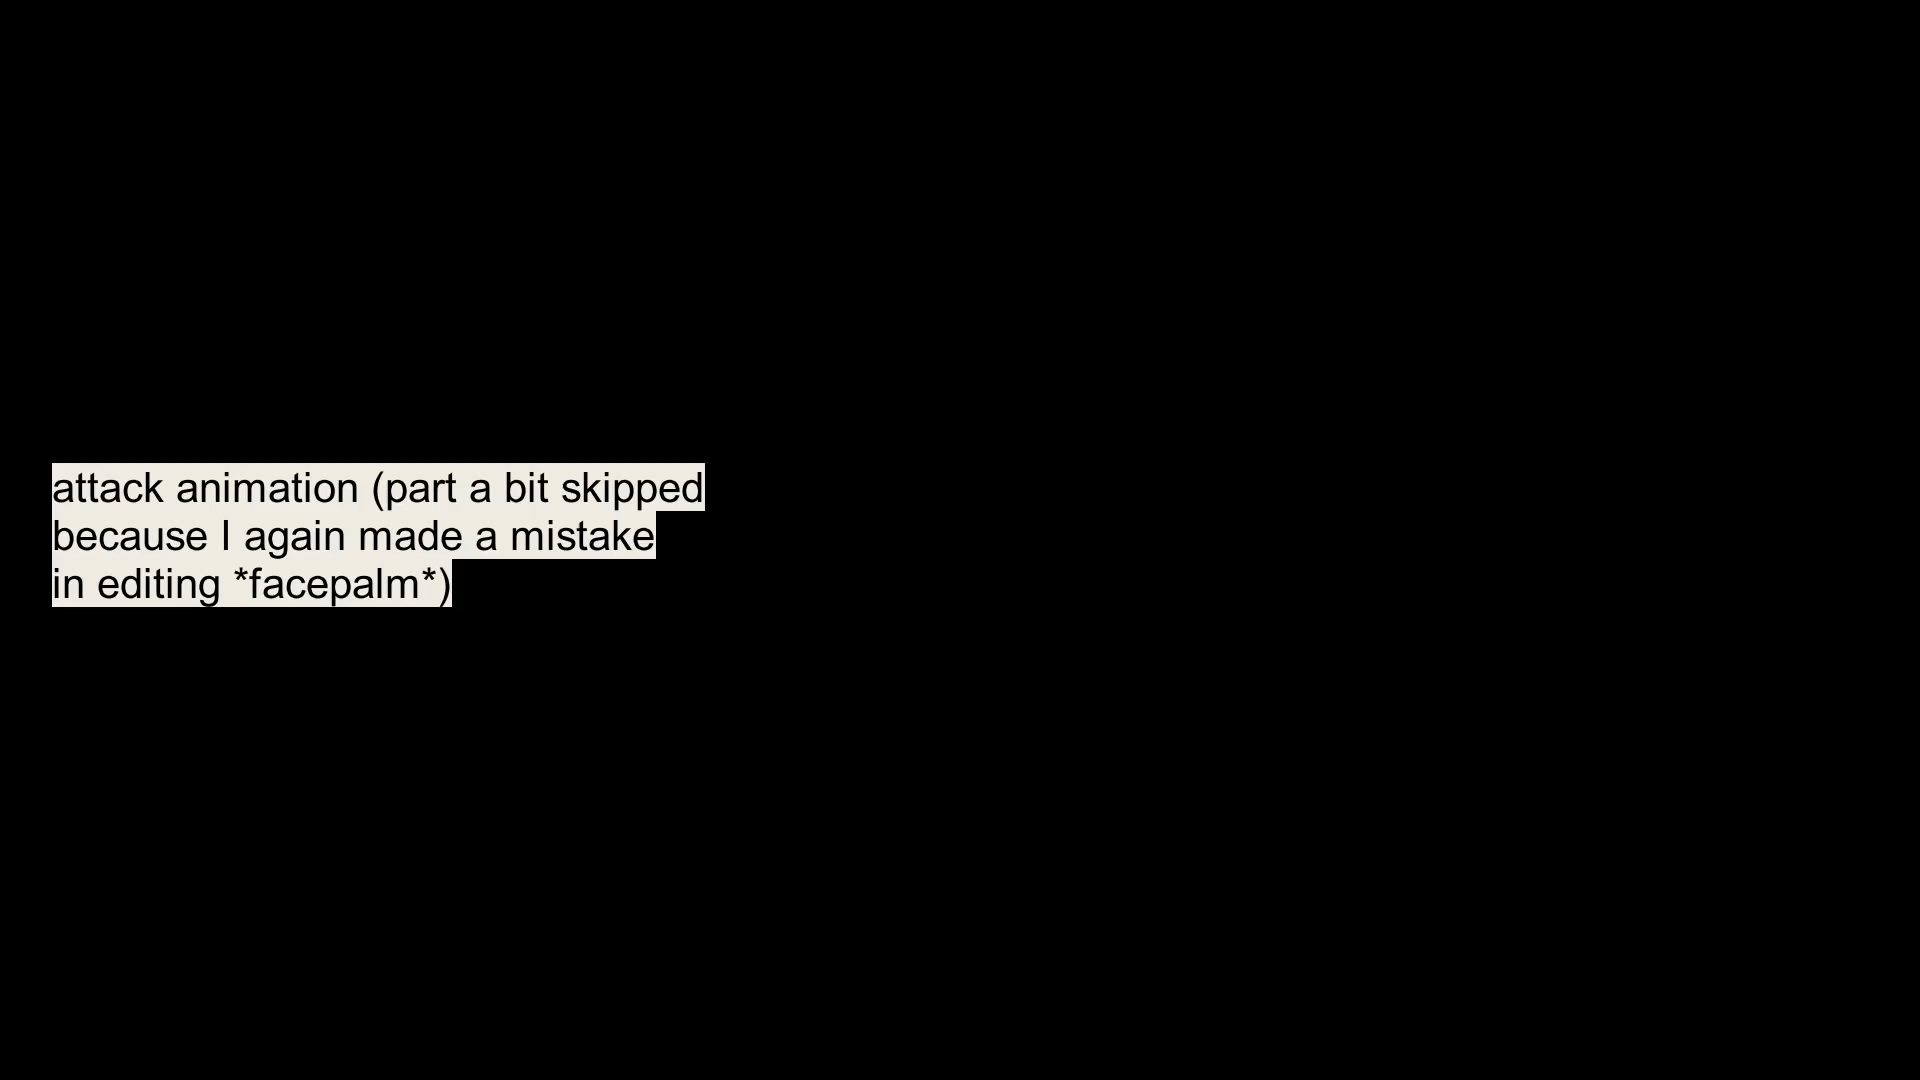 attack animation (part a bit skipped
because I again made a mistake
in editing *facepalm*)